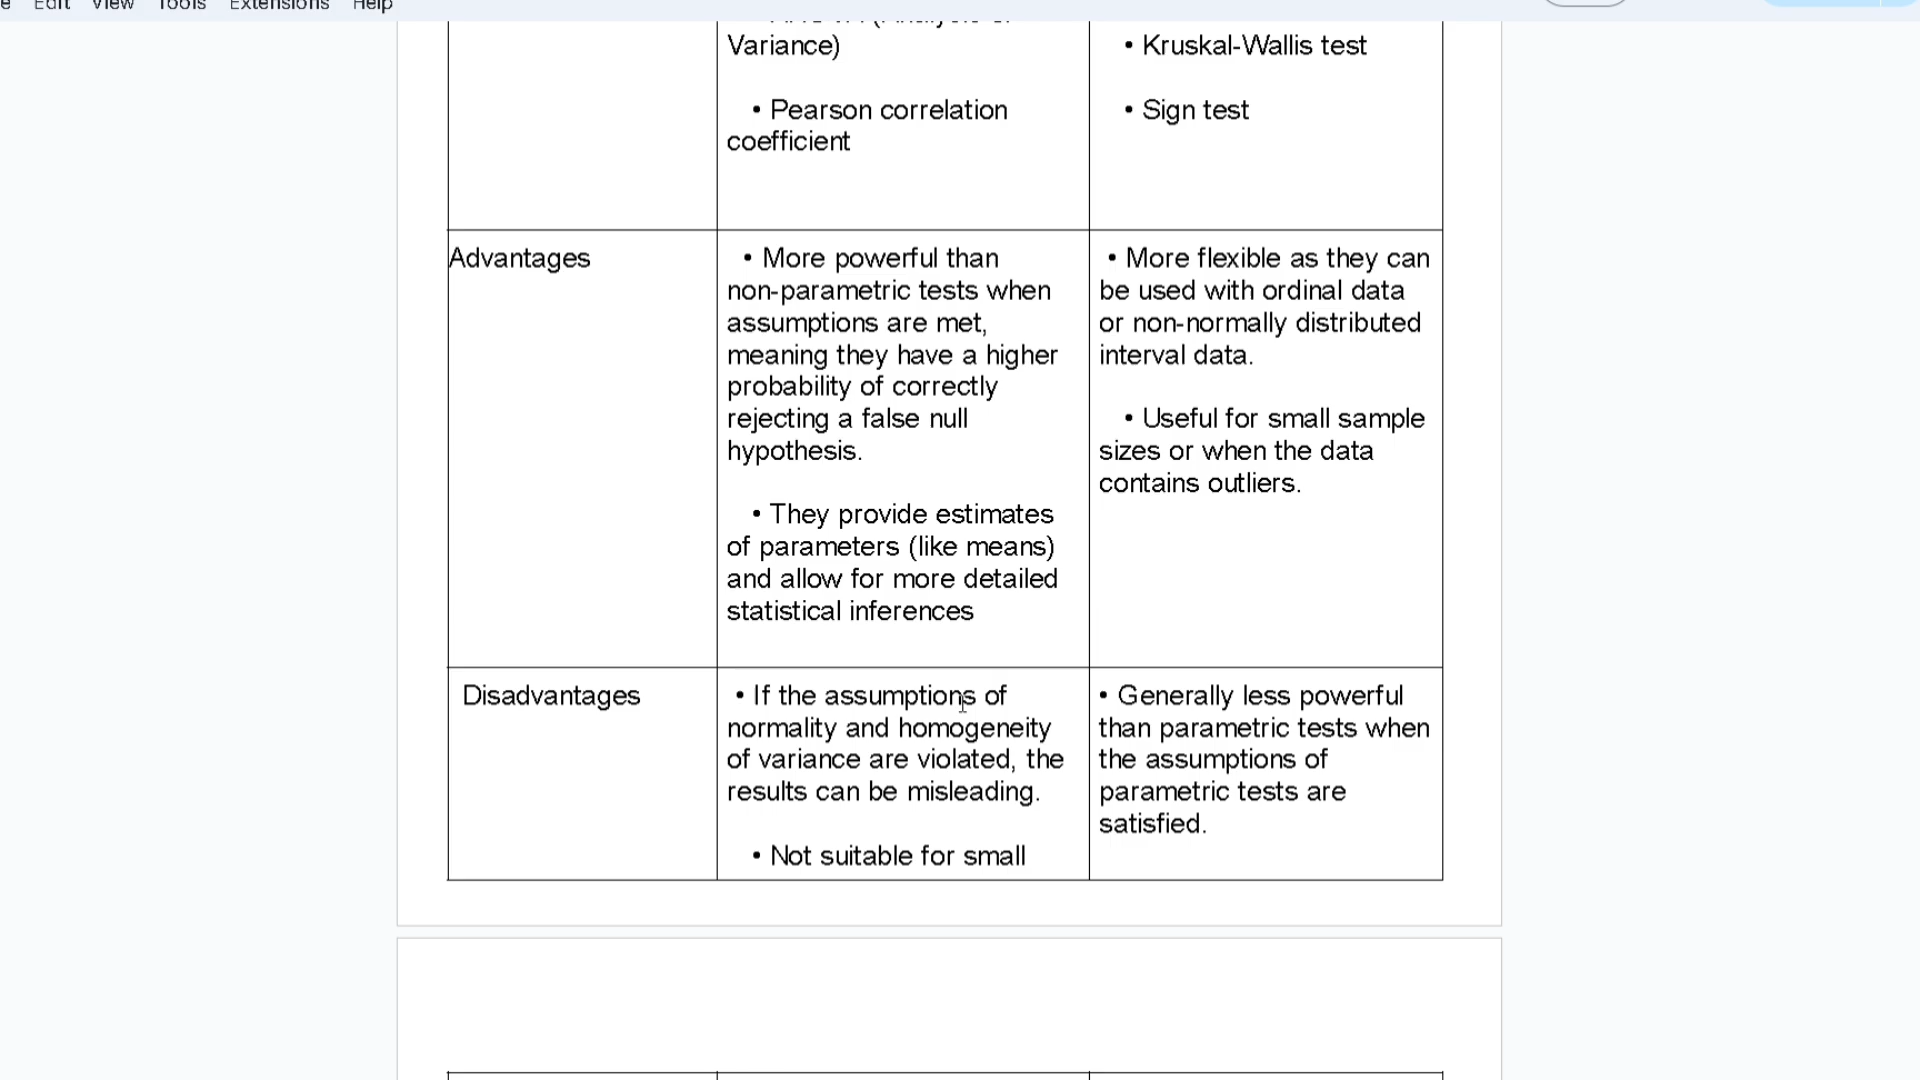 Edit View Tools Extensions Help
Variance)
• Pearson correlation
coefficient
• Kruskal-Wallis test
• Sign test
Advantages
• More powerful than
non-parametric tests when
assumptions are met,
meaning they have a higher
probability of correctly
rejecting a false null
hypothesis.
• They provide estimates
of parameters (like means)
and allow for more detailed
statistical inferences
• More flexible as they can
be used with ordinal data
or non-normally distributed
interval data.
• Useful for small sample
sizes or when the data
contains outliers.
Disadvantages
• If the assumptions of
normality and homogeneity
of variance are violated, the
results can be misleading.
• Not suitable for small
• Generally less powerful
than parametric tests when
the assumptions of
parametric tests are
satisfied.